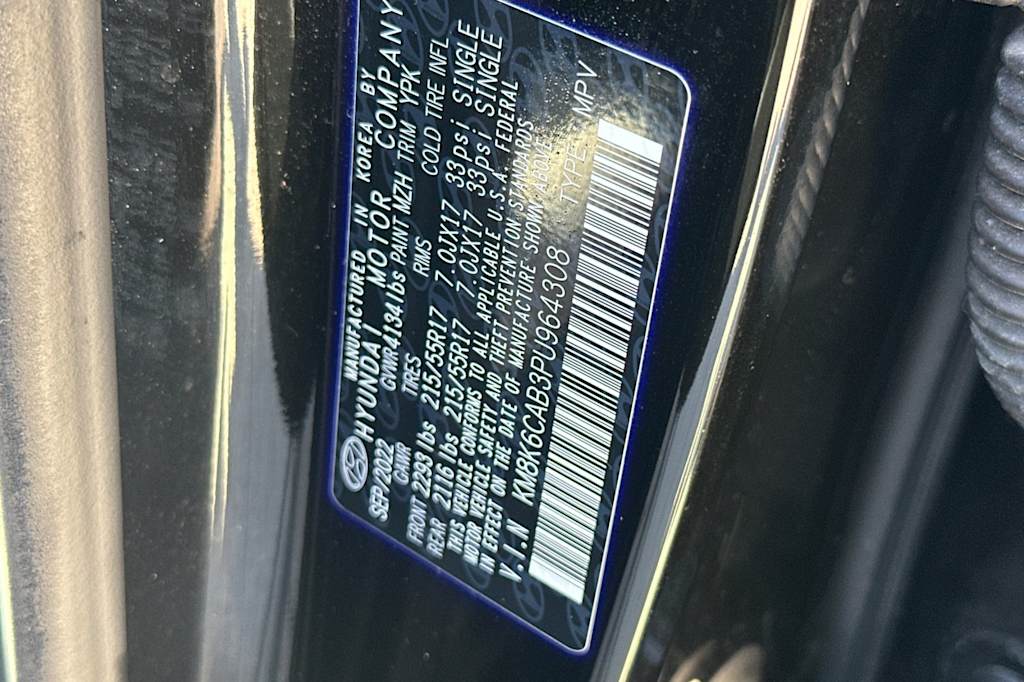 MANUFACTURED IN KOREA BY
HYUNDAI MOTOR COMPANY
SEP/2022 GVWR 4134lbs PAINT MZH TRIM YPK
GAWR TIRES RIMS COLD TIRE INFL
FRONT 2293 lbs 215/55R17 7.0JX17 33psi SINGLE
REAR 2116 lbs 215/55R17 7.0JX17 33psi SINGLE
THIS VEHICLE CONFORMS TO ALL APPLICABLE U.S.A. FEDERAL
MOTOR VEHICLE SAFETY AND THEFT PREVENTION STANDARDS
IN EFFECT ON THE DATE OF MANUFACTURE SHOWN ABOVE
V.I.N KM8K6CAB3PU964308 TYPE MPV